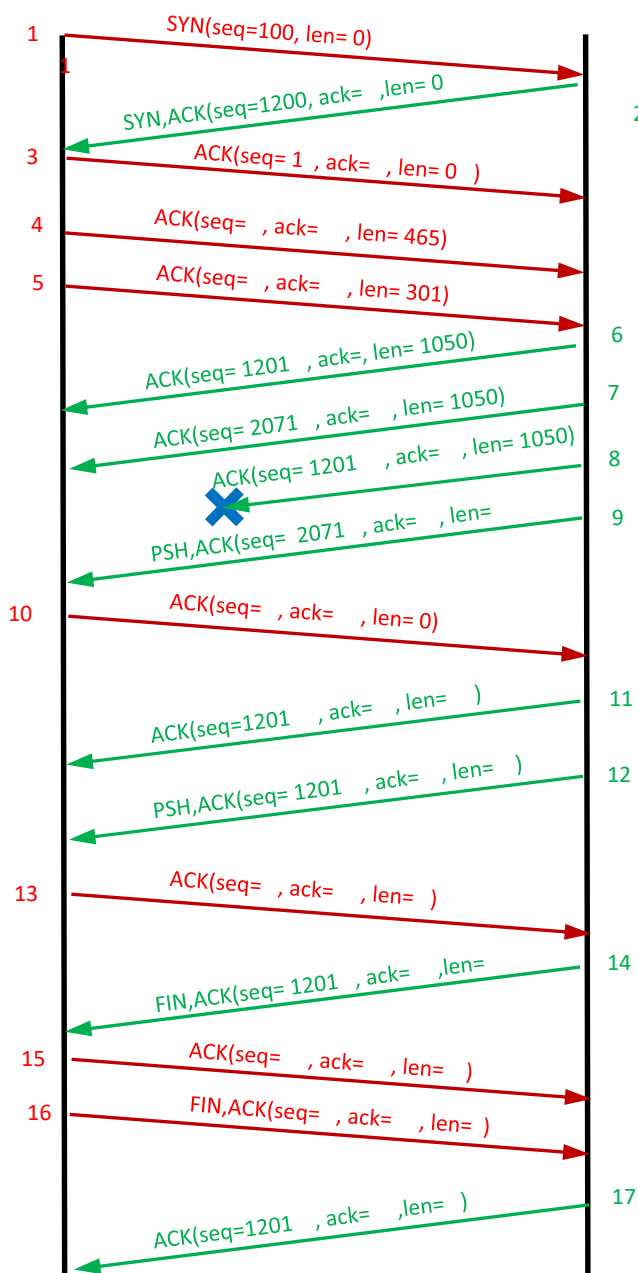 1
SYN(seq=100, len= 0)
1
SYN,ACK(seq=1200, ack= ,len= 0
2
3
ACK(seq= 1 , ack= , len= 0 )
4
ACK(seq= , ack= , len= 465)
5
ACK(seq= , ack= , len= 301)
6
ACK(seq= 1201 , ack=, len= 1050)
7
ACK(seq= 2071 , ack= , len= 1050)
8
ACK(seq= 1201 , ack= , len= 1050)
9
PSH,ACK(seq= 2071 , ack= , len=
10
ACK(seq= , ack= , len= 0)
11
ACK(seq=1201 , ack= , len= )
12
PSH,ACK(seq= 1201 , ack= , len= )
13
ACK(seq= , ack= , len= )
14
FIN,ACK(seq= 1201 , ack= ,len=
15
ACK(seq= , ack= , len= )
16
FIN,ACK(seq= , ack= , len= )
17
ACK(seq=1201 , ack= ,len= )